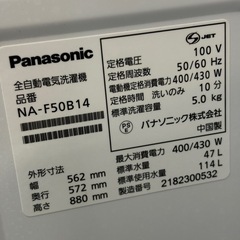 Panasonic
全自動電気洗濯機
品番
NA-F50B14
外形寸法
幅 562 mm
奥行 572 mm
高さ 880 mm
JET
定格電圧 100 V
定格周波数 50/60 Hz
電動機定格消費電力 400/430 W
定格時間 洗いのみ 10 分
標準洗濯容量 5.0 kg
PS
E
パナソニック株式会社
中国製
最大消費電力 400/430 W
標準水量 47 L
標準使用水量 114 L
製造番号 2182300532